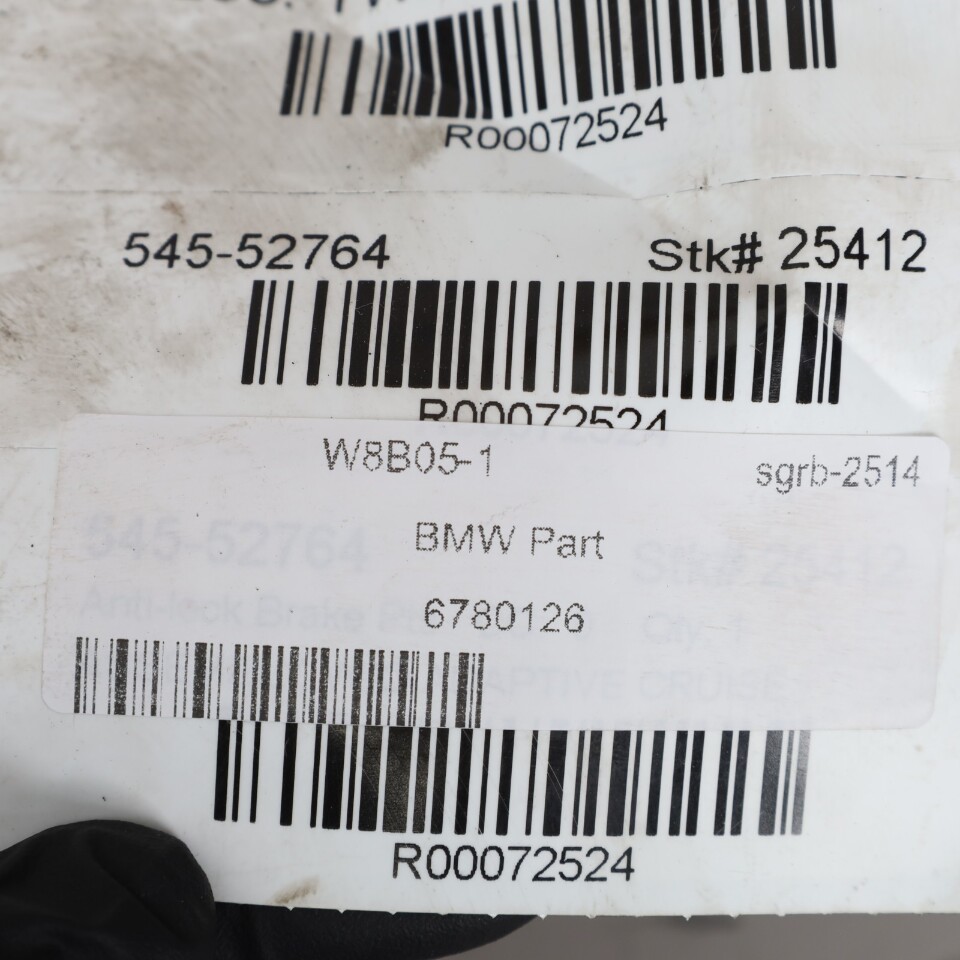 R00072524
545-52764 Stk# 25412
R00072524
W8B05-1 sgrb-2514
545-52764 Stk# 25412
BMW Part
Anti-lock Brake Qty: 1
6780126
APTIVE CRUISE
R00072524